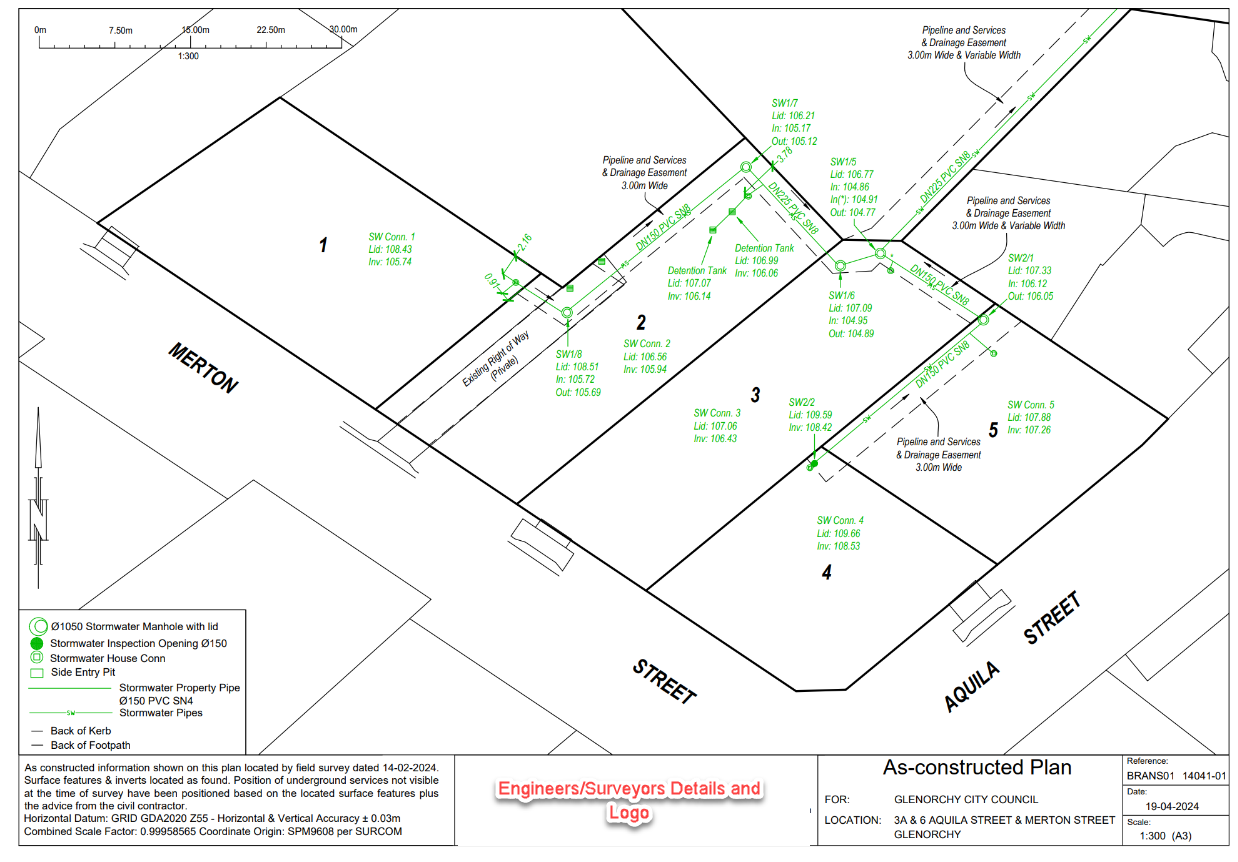 0m
7.50m
15.00m
22.50m
30.00m
1:300
Pipeline and Services
& Drainage Easement
3.00m Wide & Variable Width
SW1/7
Lid: 106.21
In: 105.17
Out: 105.12
3.78
Pipeline and Services
& Drainage Easement
3.00m Wide
SW1/5
Lid: 106.77
In: 104.86
In(*): 104.91
Out: 104.77
DN225 PVC SN8
SW
SW
SW
Pipeline and Services
& Drainage Easement
3.00m Wide & Variable Width
DN150 PVC SN8
SW
DN225 PVC SN8
SW
1
SW Conn. 1
Lid: 108.43
Inv: 105.74
2.16
0.91
Detention Tank
Lid: 106.99
Inv: 106.06
Detention Tank
Lid: 107.07
Inv: 106.14
SW2/1
Lid: 107.33
In: 106.12
Out: 106.05
*
DN150 PVC SN8
SW
SW1/6
Lid: 107.09
In: 104.95
Out: 104.89
2
SW Conn. 2
Lid: 106.56
Inv: 105.94
SW1/8
Lid: 108.51
In: 105.72
Out: 105.69
Existing Right of Way
(Private)
MERTON
DN150 PVC SN8
SW
SW
3
SW Conn. 3
Lid: 107.06
Inv: 106.43
SW2/2
Lid: 109.59
Inv: 108.42
5
SW Conn. 5
Lid: 107.88
Inv: 107.26
Pipeline and Services
& Drainage Easement
3.00m Wide
N
SW Conn. 4
Lid: 109.66
Inv: 108.53
4
STREET
AQUILA STREET
Ø1050 Stormwater Manhole with lid
Stormwater Inspection Opening Ø150
Stormwater House Conn
Side Entry Pit
Stormwater Property Pipe
Ø150 PVC SN4
SW
Stormwater Pipes
Back of Kerb
Back of Footpath
As constructed information shown on this plan located by field survey dated 14-02-2024.
Surface features & inverts located as found. Position of underground services not visible
at the time of survey have been positioned based on the located surface features plus
the advice from the civil contractor.
Horizontal Datum: GRID GDA2020 Z55 - Horizontal & Vertical Accuracy ± 0.03m
Combined Scale Factor: 0.99958565 Coordinate Origin: SPM9608 per SURCOM
Engineers/Surveyors Details and
Logo
As-constructed Plan
FOR: GLENORCHY CITY COUNCIL
LOCATION: 3A & 6 AQUILA STREET & MERTON STREET
GLENORCHY
Reference:
BRANS01 14041-01
Date:
19-04-2024
Scale:
1:300 (A3)